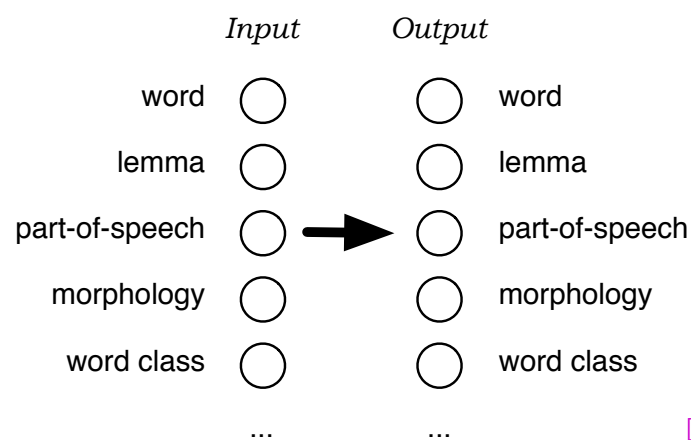 Input Output
word word
lemma lemma
part-of-speech part-of-speech
morphology morphology
word class word class
... ...